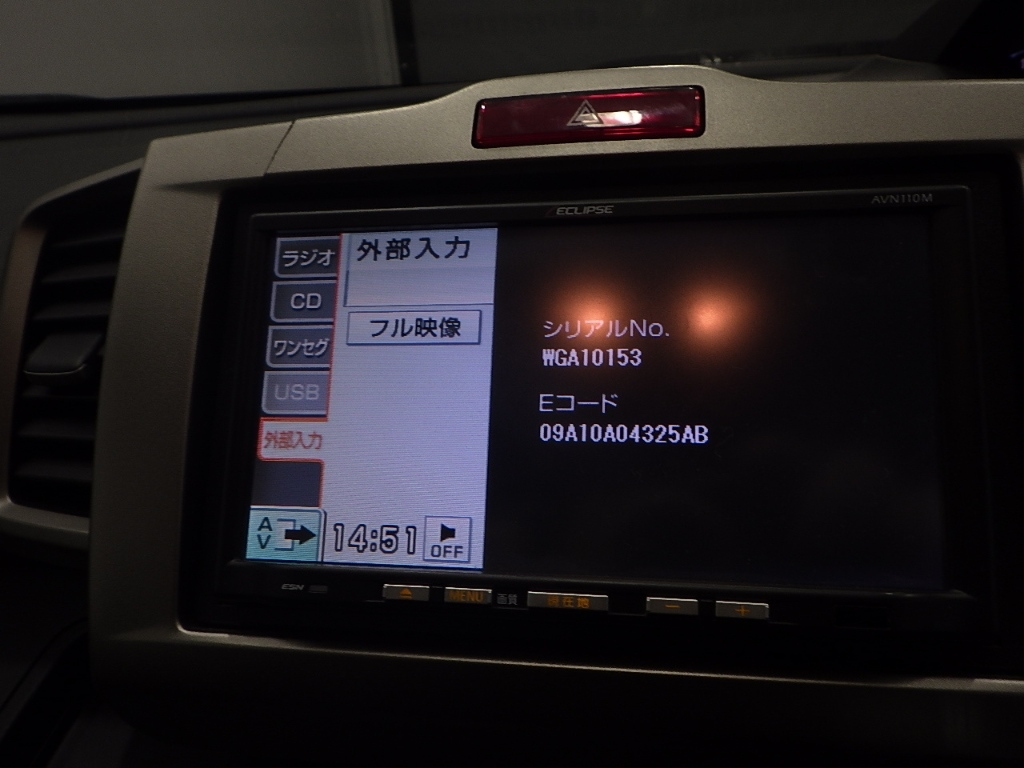 ECLIPSE
AVN110M
ラジオ
CD
ワンセグ
USB
外部入力
AV
外部入力
フル映像
14:51
OFF
シリアルNo.
WGA10153
Eコード
09A10A04325AB
ESN
MENU
画質
現在地
−
+